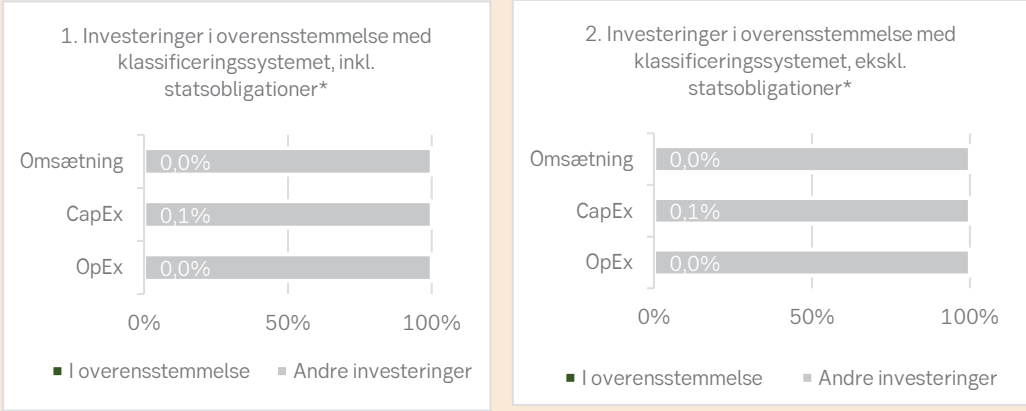 1. Investeringer i overensstemmelse med
klassificeringssystemet, inkl.
statsobligationer*
Omsætning
0,0%
CapEx
0,1%
OpEx
0,0%
0%
50%
100%
I overensstemmelse
Andre investeringer
2. Investeringer i overensstemmelse med
klassificeringssystemet, ekskl.
statsobligationer*
Omsætning
0,0%
CapEx
0,1%
OpEx
0,0%
0%
50%
100%
I overensstemmelse
Andre investeringer